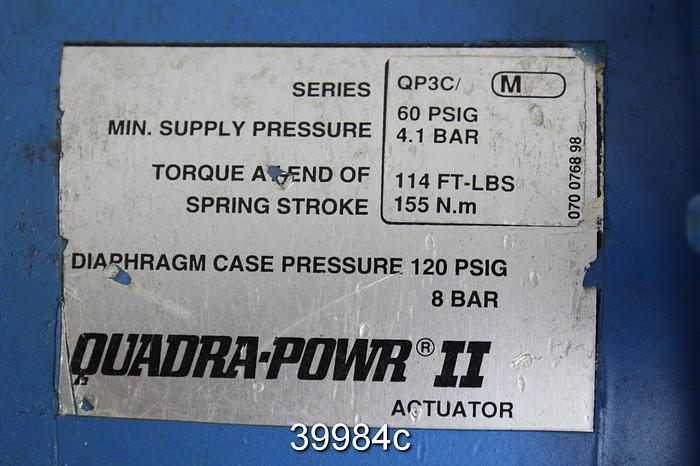 SERIES QP3C/ M
MIN. SUPPLY PRESSURE 60 PSIG
4.1 BAR
TORQUE AT END OF 114 FT-LBS
SPRING STROKE 155 N.m
070 0768 98
DIAPHRAGM CASE PRESSURE 120 PSIG
8 BAR
QUADRA-POWR® II
ACTUATOR
39984c